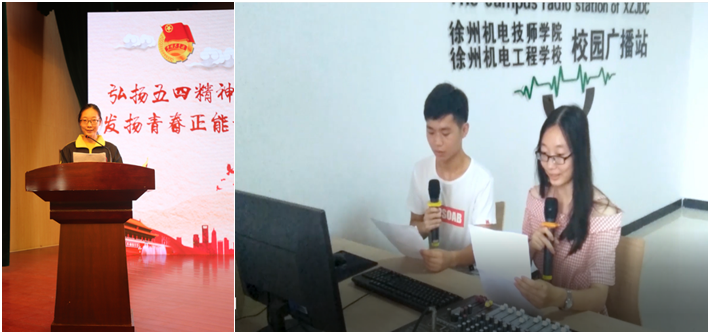 弘扬五四精神
发扬青春正能
The campus radio station of XZJDC
徐州机电技师学院
徐州机电工程学校
校园广播站